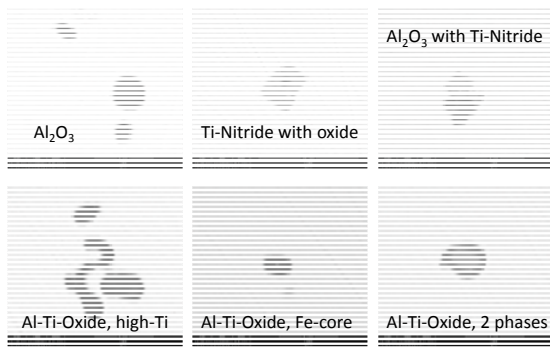 Al₂O₃
Ti-Nitride with oxide
Al₂O₃ with Ti-Nitride
Al-Ti-Oxide, high-Ti
Al-Ti-Oxide, Fe-core
Al-Ti-Oxide, 2 phases